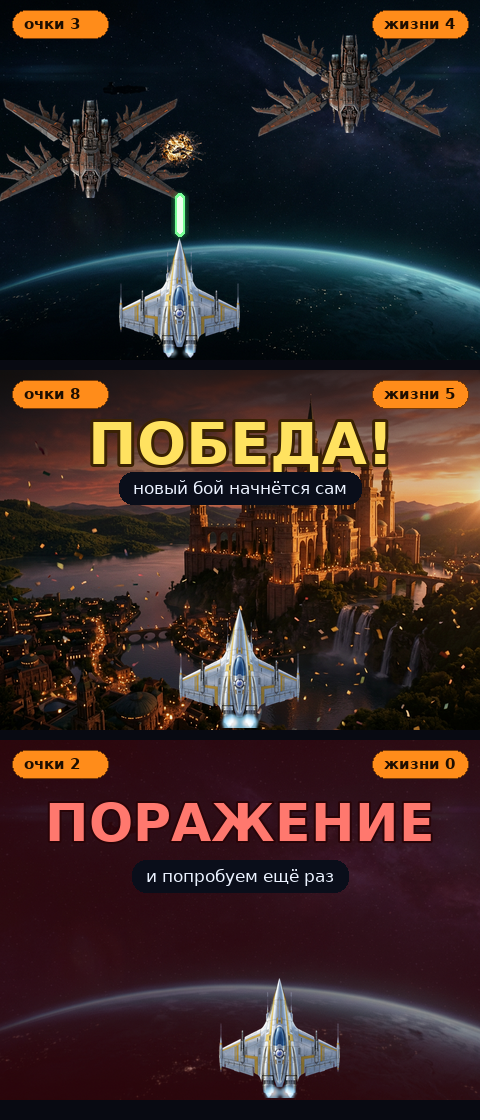 очки 3
жизни 4
очки 8
жизни 5
ПОБЕДА!
новый бой начнётся сам
очки 2
жизни 0
ПОРАЖЕНИЕ
и попробуем ещё раз